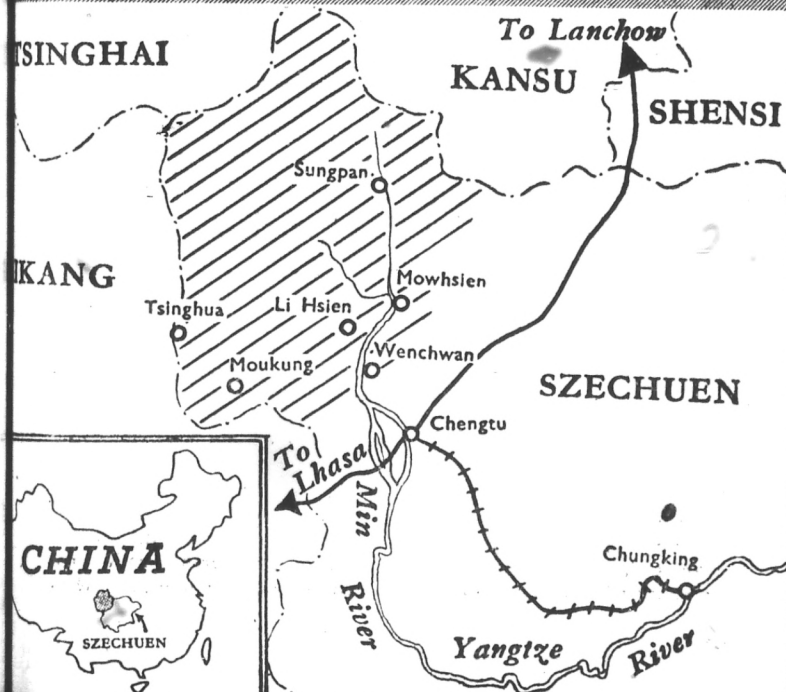 To Lanchow
TSINGHAI
KANSU
SHENSI
Sungpan
KANG
Mowhsien
Tsinghua
Li Hsien
Wenchwan
Moukung
SZECHUEN
Chengtu
To
Lhasa
Min
River
CHINA
SZECHUEN
Chungking
Yangtze
River